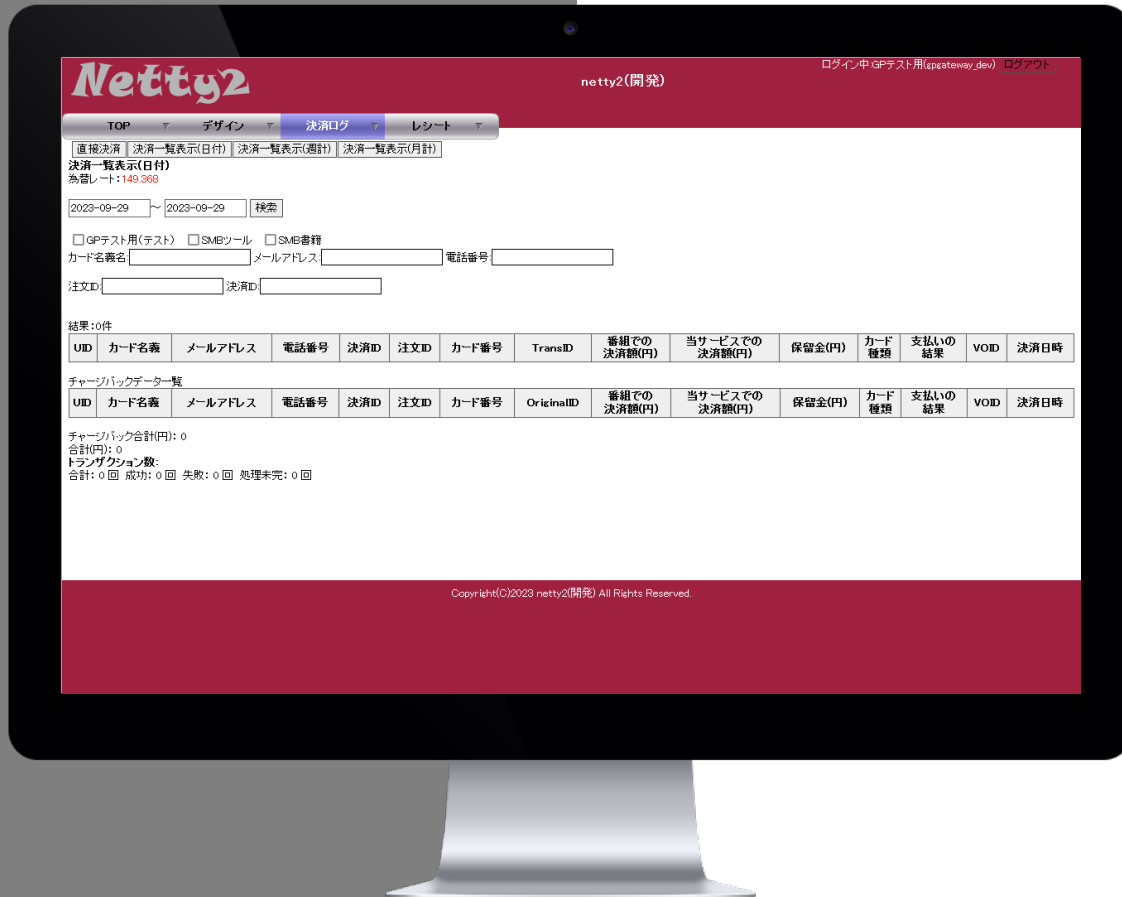 Netty2
netty2(開発)
ログイン中:GPテスト用(gpgateway_dev) ログアウト
TOP デザイン 決済ログ レシート
直接決済 決済一覧表示(日付) 決済一覧表示(週計) 決済一覧表示(月計)
決済一覧表示(日付)
為替レート:149.368
2023-09-29 ～ 2023-09-29 検索
GPテスト用(テスト) SMBツール SMB書籍
カード名義名: メールアドレス: 電話番号:
注文ID: 決済ID:
結果:0件
UID カード名義 メールアドレス 電話番号 決済ID 注文ID カード番号 TransID 番組での決済額(円) 当サービスでの決済額(円) 保留金(円) カード種類 支払いの結果 VOID 決済日時
チャージバックデータ一覧
UID カード名義 メールアドレス 電話番号 決済ID 注文ID カード番号 OriginalID 番組での決済額(円) 当サービスでの決済額(円) 保留金(円) カード種類 支払いの結果 VOID 決済日時
チャージバック合計(円): 0
合計(円): 0
トランザクション数:
合計: 0回 成功: 0回 失敗: 0回 処理未完: 0回
Copyright(C)2023 netty2(開発) All Rights Reserved.